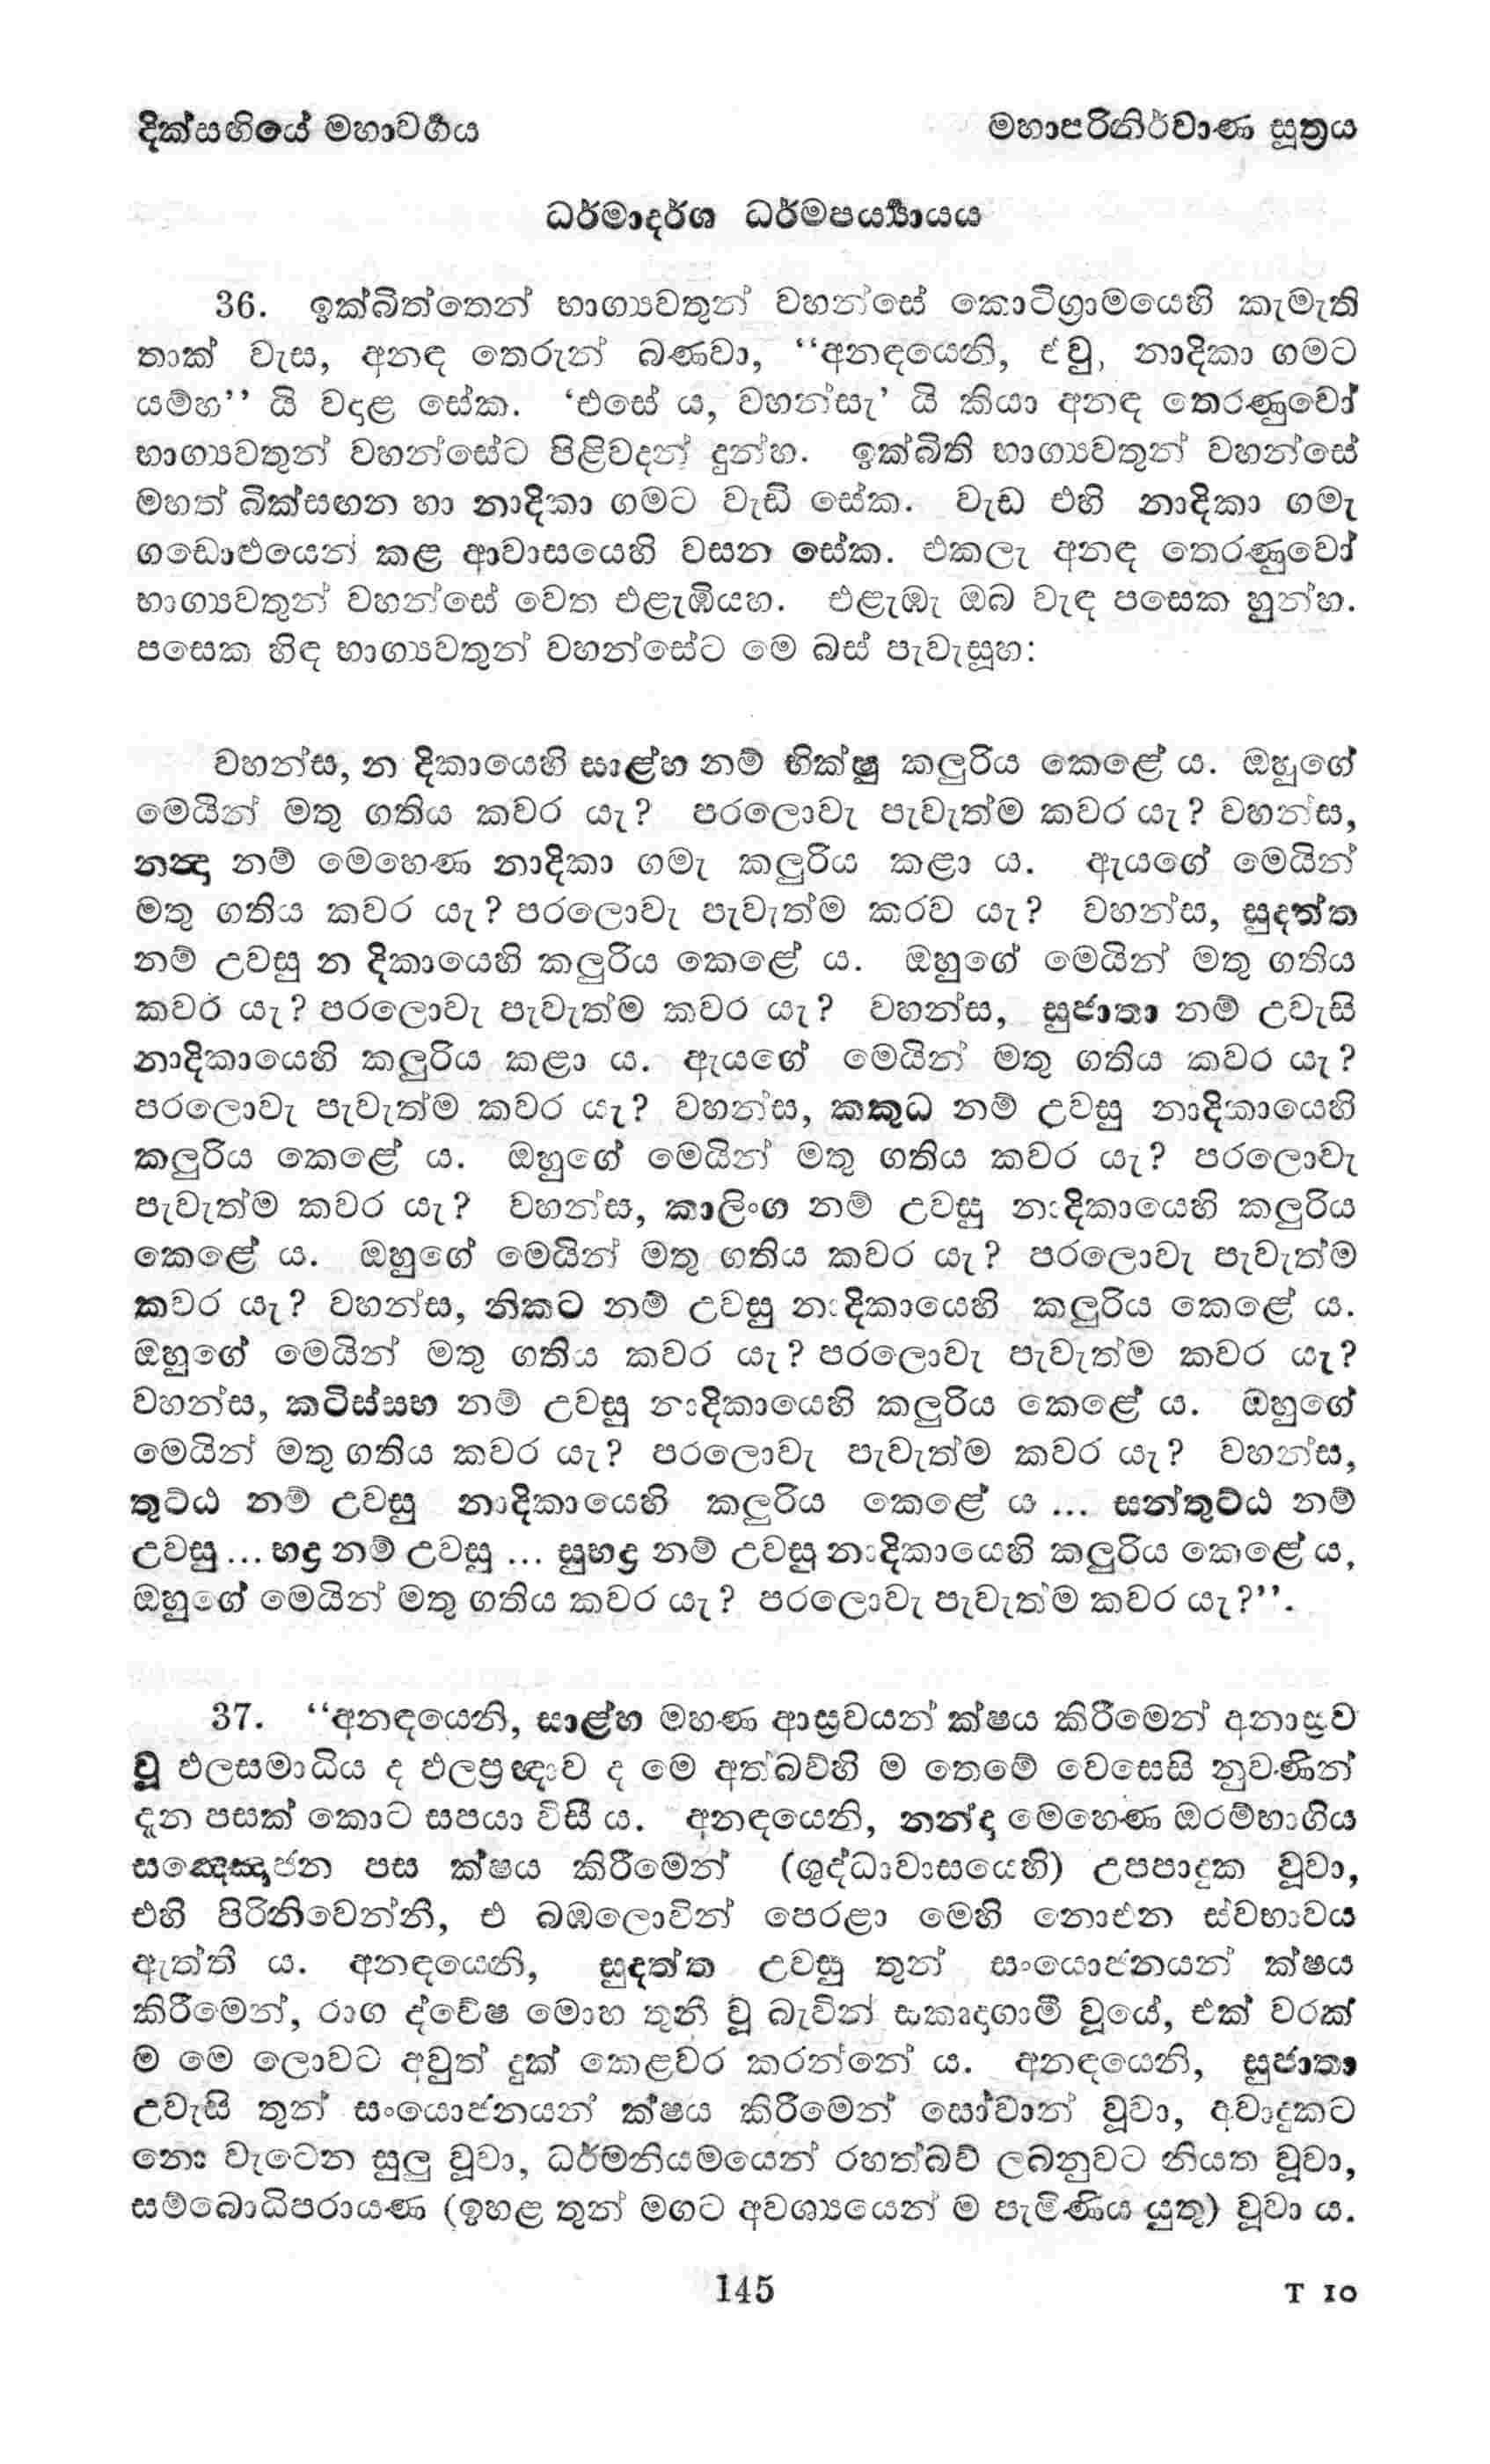 දික්සඟියේ මහාවර්‍ගය
මහාපරිනිර්වාණ සූත්‍රය
ධර්මාදර්ශ ධර්මපර්‍ය්‍යායය
36. ඉක්බිත්තෙන් භාග්‍යවතුන් වහන්සේ කොටිග්‍රාමයෙහි කැමැති
තාක් වැස, අනඳ තෙරුන් බණවා, “අනඳයෙනි, එවු, නාදිකා ගමට
යම්හ” යි වදාළ සේක. ‘එසේ ය, වහන්සැ’ යි කියා අනඳ තෙරණුවෝ
භාග්‍යවතුන් වහන්සේට පිළිවදන් දුන්හ. ඉක්බිති භාග්‍යවතුන් වහන්සේ
මහත් බික්සඟන හා නාදිකා ගමට වැඩි සේක. වැඩ එහි නාදිකා ගමැ
ගඩොළුයෙන් කළ ආවාසයෙහි වසන සේක. එකලැ අනඳ තෙරණුවෝ
භාග්‍යවතුන් වහන්සේ වෙත එළැඹියහ. එළැඹැ ඔබ වැඳ පසෙක හුන්හ.
පසෙක හිඳ භාග්‍යවතුන් වහන්සේට මෙ බස් පැවැසූහ:
වහන්ස, නාදිකායෙහි සාළ්හ නම් භික්ෂු කලුරිය කෙළේ ය. ඔහුගේ
මෙයින් මතු ගතිය කවර යැ? පරලොවැ පැවැත්ම කවර යැ? වහන්ස,
නන්‍දා නම් මෙහෙණ නාදිකා ගමැ කලුරිය කළා ය. ඇයගේ මෙයින්
මතු ගතිය කවර යැ? පරලොවැ පැවැත්ම කරව යැ? වහන්ස, සුදත්ත
නම් උවසු නාදිකායෙහි කලුරිය කෙළේ ය. ඔහුගේ මෙයින් මතු ගතිය
කවර යැ? පරලොවැ පැවැත්ම කවර යැ? වහන්ස, සුජාතා නම් උවැසි
නාදිකායෙහි කලුරිය කළා ය. ඇයගේ මෙයින් මතු ගතිය කවර යැ?
පරලොවැ පැවැත්ම කවර යැ? වහන්ස, කකුධ නම් උවසු නාදිකායෙහි
කලුරිය කෙළේ ය. ඔහුගේ මෙයින් මතු ගතිය කවර යැ? පරලොවැ
පැවැත්ම කවර යැ? වහන්ස, කාලිංග නම් උවසු නාදිකායෙහි කලුරිය
කෙළේ ය. ඔහුගේ මෙයින් මතු ගතිය කවර යැ? පරලොවැ පැවැත්ම
කවර යැ? වහන්ස, නිකට නම් උවසු නාදිකායෙහි කලුරිය කෙළේ ය.
ඔහුගේ මෙයින් මතු ගතිය කවර යැ? පරලොවැ පැවැත්ම කවර යැ?
වහන්ස, කටිස්සභ නම් උවසු නාදිකායෙහි කලුරිය කෙළේ ය. ඔහුගේ
මෙයින් මතු ගතිය කවර යැ? පරලොවැ පැවැත්ම කවර යැ? වහන්ස,
තුට්ඨ නම් උවසු නාදිකායෙහි කලුරිය කෙළේ ය ... සන්තුට්ඨ නම්
උවසු ... භද්‍ර නම් උවසු ... සුභද්‍ර නම් උවසු නාදිකායෙහි කලුරිය කෙළේ ය,
ඔහුගේ මෙයින් මතු ගතිය කවර යැ? පරලොවැ පැවැත්ම කවර යැ?”.
37. “අනඳයෙනි, සාළ්හ මහණ ආස්‍රවයන් ක්ෂය කිරීමෙන් අනාස්‍රව
වූ ඵලසමාධිය ද ඵලප්‍රඥාව ද මෙ අත්බව්හි ම තෙමේ වෙසෙසි නුවණින්
දැන පසක් කොට සපයා විසී ය. අනඳයෙනි, නන්දා මෙහෙණ ඔරම්භාගිය
සඤ්ඤොජන පස ක්ෂය කිරීමෙන් (ශුද්ධාවාසයෙහි) උපපාදුක වූවා,
එහි පිරිනිවෙන්නී, එ බඹලොවින් පෙරළා මෙහි නොඑන ස්වභාවය
ඇත්තී ය. අනඳයෙනි, සුදත්ත උවසු තුන් සංයොජනයන් ක්ෂය
කිරීමෙන්, රාග ද්වේෂ මොහ තුනී වූ බැවින් සකෘදාගාමී වූයේ, එක් වරක්
ම මෙ ලොවට අවුත් දුක් කෙළවර කරන්නේ ය. අනඳයෙනි, සුජාතා
උවැසි තුන් සංයොජනයන් ක්ෂය කිරීමෙන් සෝවාන් වූවා, අවාදුකට
නො වැටෙන සුලු වූවා, ධර්මනියමයෙන් රහත්බව් ලබනුවට නියත වූවා,
සම්බොධිපරායණ (ඉහළ තුන් මගට අවශ්‍යයෙන් ම පැමිණිය යුතු) වූවා ය.
145
T 10